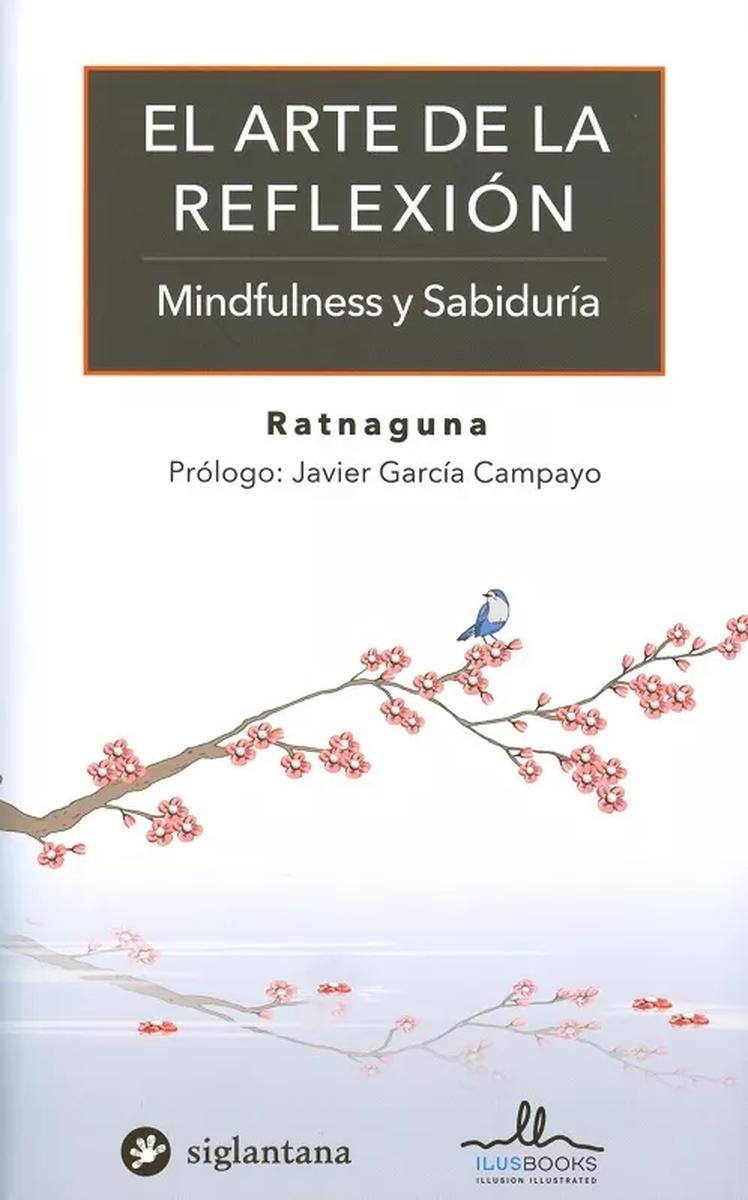 EL ARTE DE LA
REFLEXIÓN
Mindfulness y Sabiduría
Ratnaguna
Prólogo: Javier García Campayo
siglantana
ILUSBOOKS
ILLUSION ILLUSTRATED